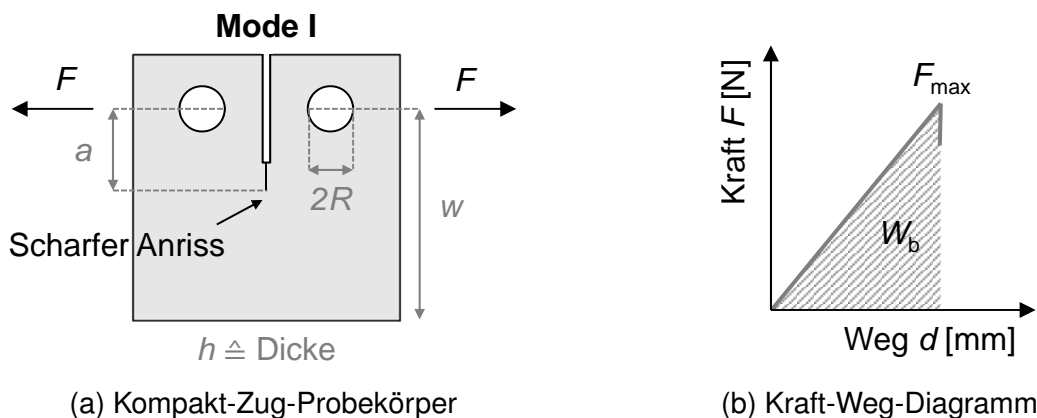 Mode I
F
F
a
2R
w
Scharfer Anriss
h ≙ Dicke
(a) Kompakt-Zug-Probekörper
Kraft F [N]
F_max
W_b
Weg d [mm]
(b) Kraft-Weg-Diagramm